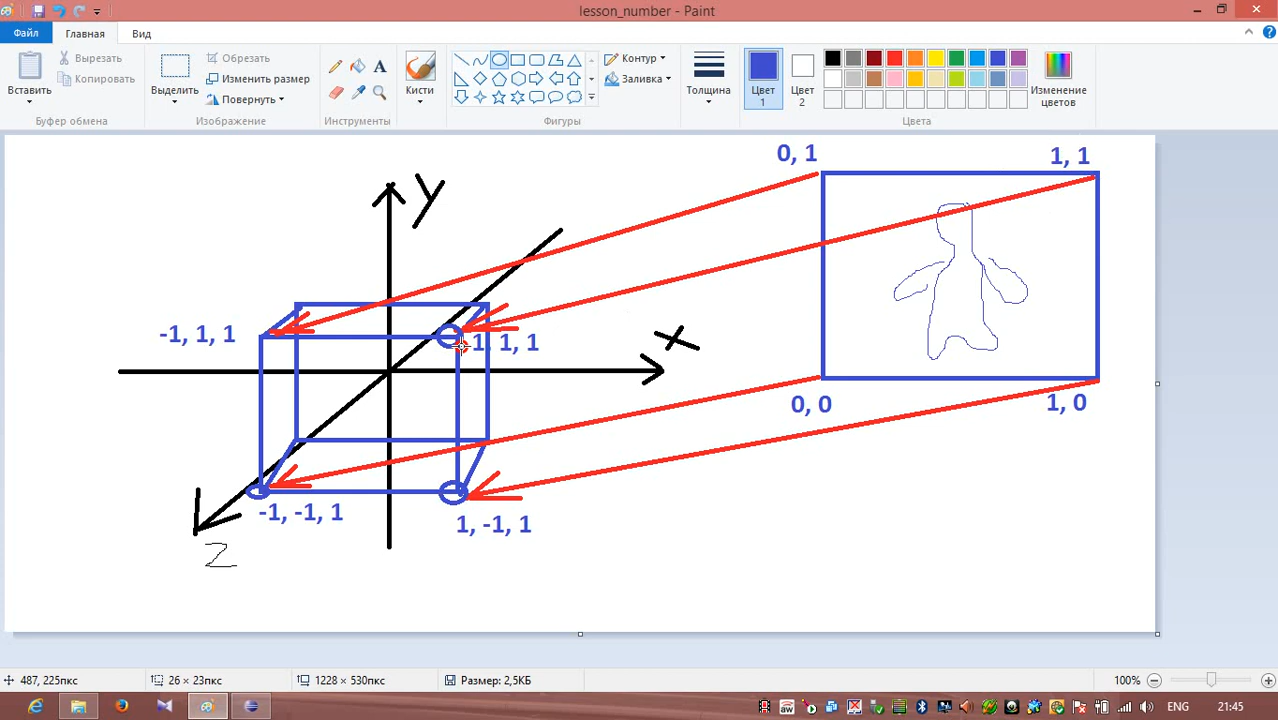 lesson_number - Paint
Файл Главная Вид
Вставить
Вырезать
Копировать
Буфер обмена
Выделить
Обрезать
Изменить размер
Повернуть
Изображение
A
Инструменты
Кисти
Контур
Заливка
Фигуры
Толщина
Цвет 1
Цвет 2
Цвета
Изменение цветов
0, 1
1, 1
y
-1, 1, 1
1, 1, 1
x
0, 0
1, 0
-1, -1, 1
1, -1, 1
Z
487, 225пкс
26 × 23пкс
1228 × 530пкс
Размер: 2,5КБ
100%
aw
ENG
21:45